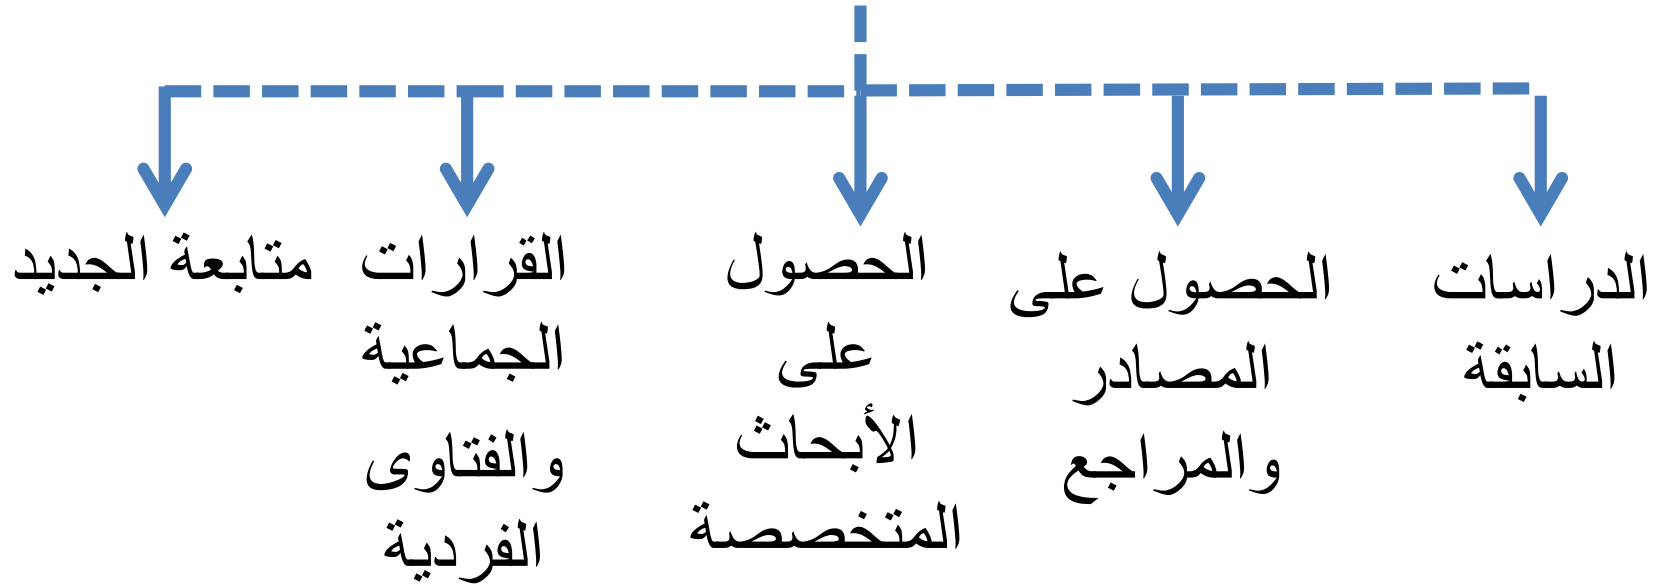 الدراسات
السابقة
الحصول على
المصادر
والمراجع
الحصول
على
الأبحاث
المتخصصة
القرارات
الجماعية
والفتاوى
الفردية
متابعة الجديد